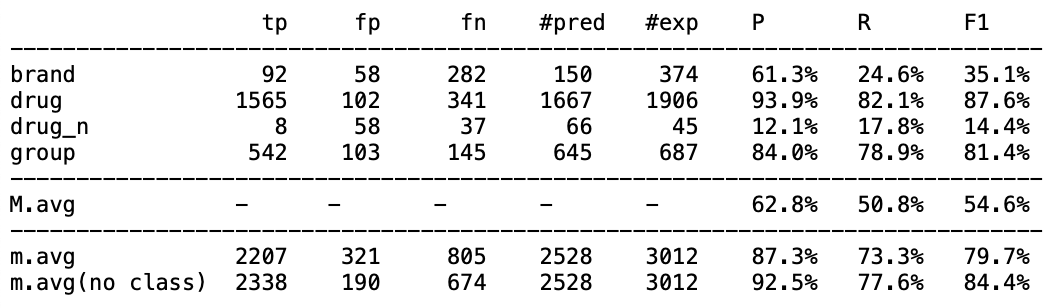 tp fp fn #pred #exp P R F1
------------------------------------------------------------------------------
brand 92 58 282 150 374 61.3% 24.6% 35.1%
drug 1565 102 341 1667 1906 93.9% 82.1% 87.6%
drug_n 8 58 37 66 45 12.1% 17.8% 14.4%
group 542 103 145 645 687 84.0% 78.9% 81.4%
------------------------------------------------------------------------------
M.avg - - - - - 62.8% 50.8% 54.6%
------------------------------------------------------------------------------
m.avg 2207 321 805 2528 3012 87.3% 73.3% 79.7%
m.avg(no class) 2338 190 674 2528 3012 92.5% 77.6% 84.4%